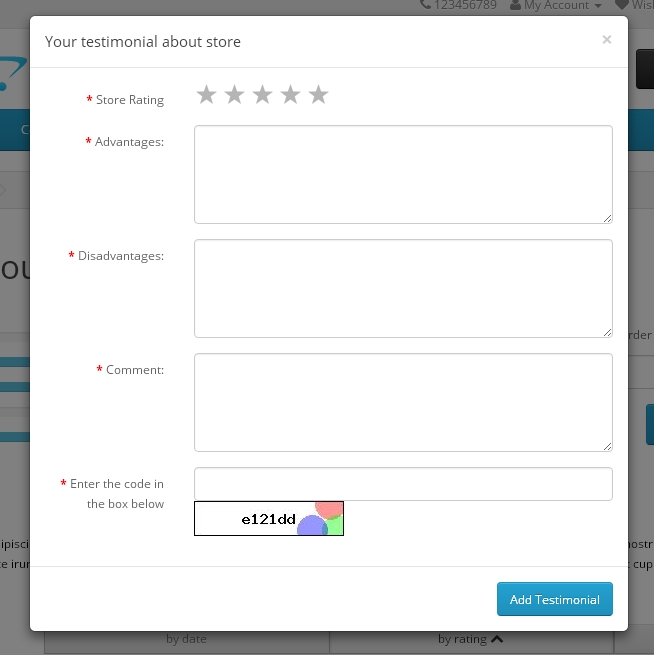 123456789 My Account
Your testimonial about store ×
* Store Rating
* Advantages:
* Disadvantages:
* Comment:
* Enter the code in
the box below
e121dd
Add Testimonial
by date by rating